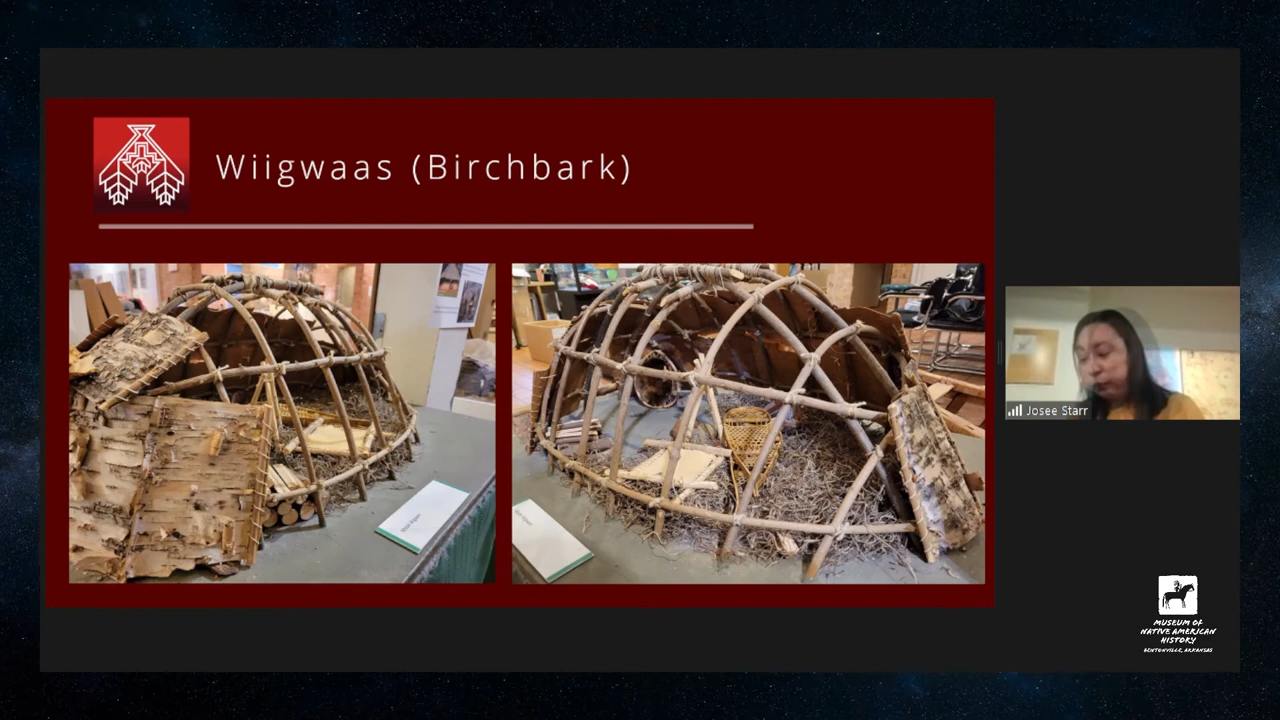 Wiigwaas (Birchbark)
Josee Starr
MUSEUM OF
NATIVE AMERICAN
HISTORY
BENTONVILLE, ARKANSAS